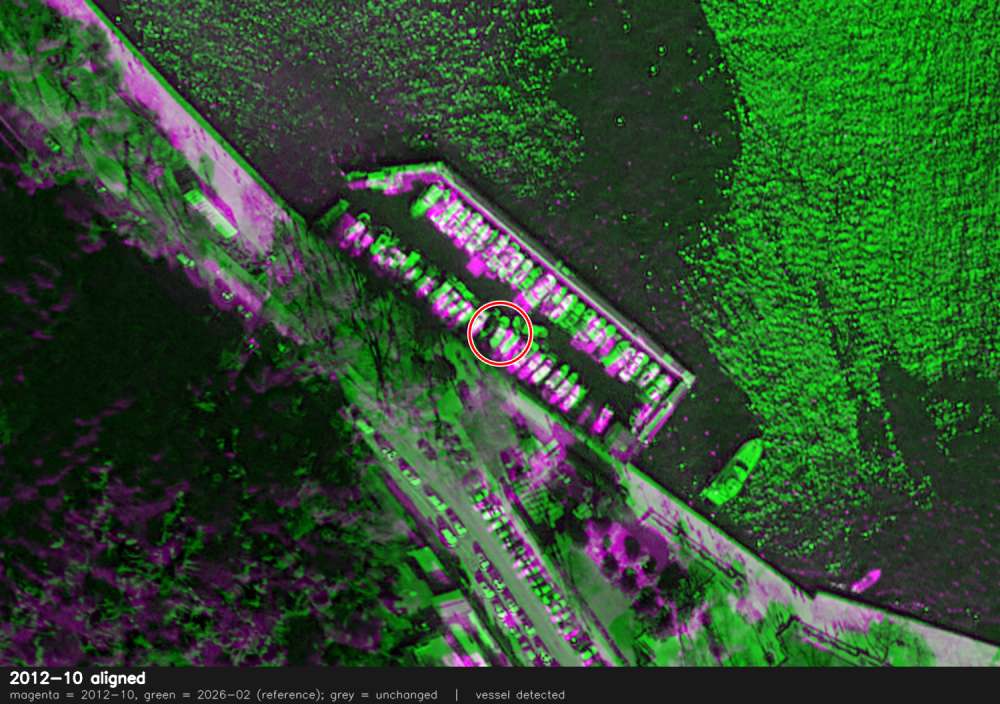 2012-10 aligned
magenta = 2012-10, green = 2026-02 (reference); grey = unchanged | vessel detected